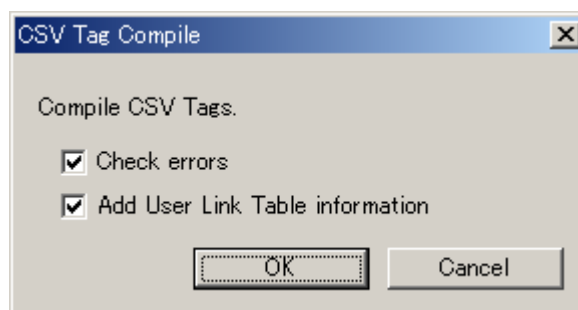 CSV Tag Compile
Compile CSV Tags.
Check errors
Add User Link Table information
OK Cancel